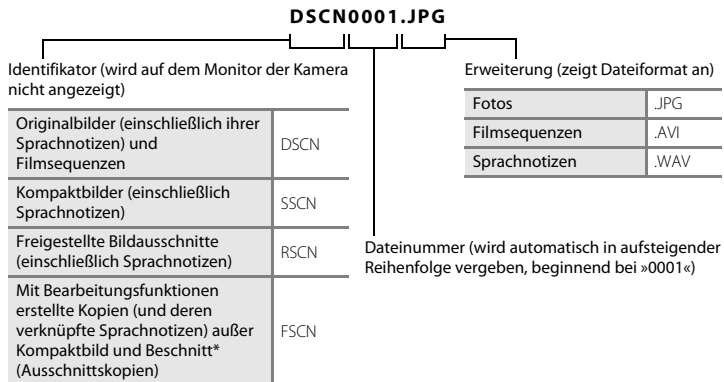 DSCN0001.JPG
Identifikator (wird auf dem Monitor der Kamera
nicht angezeigt)
Originalbilder (einschließlich ihrer
Sprachnotizen) und
Filmsequenzen
DSCN
Kompaktbilder (einschließlich
Sprachnotizen)
SSCN
Freigestellte Bildausschnitte
(einschließlich Sprachnotizen)
RSCN
Mit Bearbeitungsfunktionen
erstellte Kopien (und deren
verknüpfte Sprachnotizen) außer
Kompaktbild und Beschnitt*
(Ausschnittskopien)
FSCN
Erweiterung (zeigt Dateiformat an)
Fotos .JPG
Filmsequenzen .AVI
Sprachnotizen .WAV
Dateinummer (wird automatisch in aufsteigender
Reihenfolge vergeben, beginnend bei »0001«)